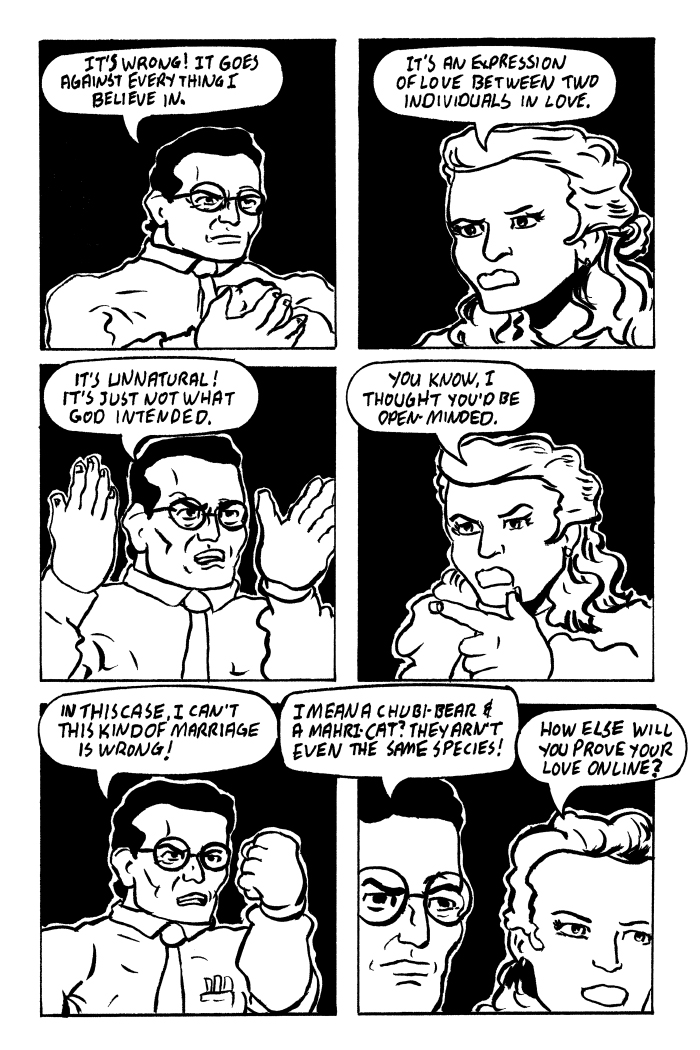 IT'S WRONG! IT GOES
AGAINST EVERY THING I
BELIEVE IN.
IT'S AN EXPRESSION
OF LOVE BETWEEN TWO
INDIVIDUALS IN LOVE.
IT'S UNNATURAL!
IT'S JUST NOT WHAT
GOD INTENDED.
YOU KNOW, I
THOUGHT YOU'D BE
OPEN-MINDED.
IN THIS CASE, I CAN'T
THIS KIND OF MARRIAGE
IS WRONG!
I MEAN A CHUBI-BEAR &
A MAHRI-CAT? THEY ARN'T
EVEN THE SAME SPECIES!
HOW ELSE WILL
YOU PROVE YOUR
LOVE ONLINE?